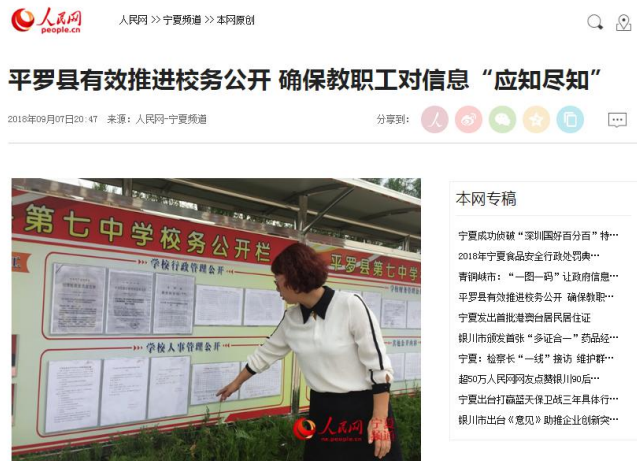 人民网
people.cn
人民网 >> 宁夏频道 >> 本网原创
平罗县有效推进校务公开 确保教职工对信息“应知尽知”
2018年09月07日20:47 来源：人民网-宁夏频道
分享到：
人
第七中学校务公开栏
平罗县第七中学
学校行政管理公开
学校人事管理公开
人民网 宁夏频道
www.people.cn
本网专稿
宁夏成功侦破“深圳国好百分百”特…
2018年宁夏食品安全行政处罚典…
青铜峡市：“一图一码”让政府信息…
平罗县有效推进校务公开 确保教职…
宁夏发出首批港澳台居民居住证
银川市颁发首张“多证合一”药品经…
宁夏：检察长“一线”接访 维护群…
超50万人民网网友点赞银川90后…
宁夏出台打赢蓝天保卫战三年具体行…
银川市出台《意见》助推企业创新突…